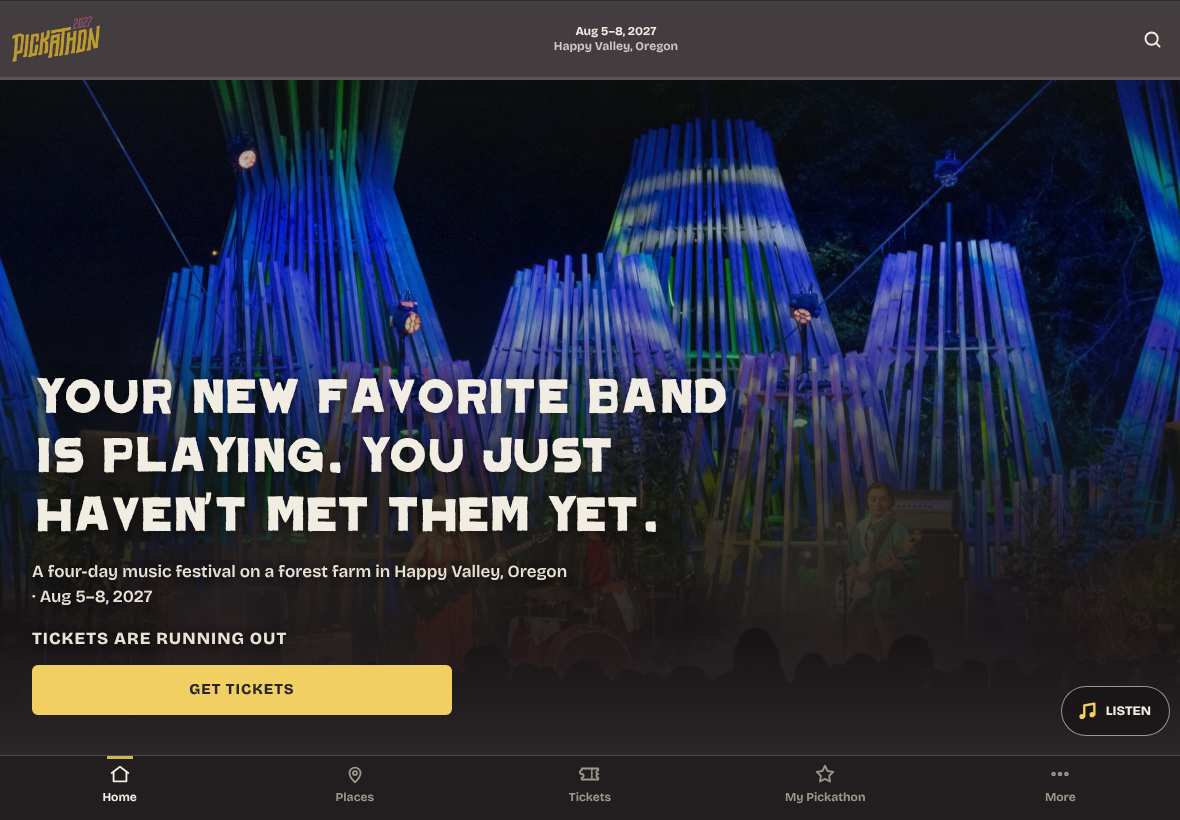 2027
PICKATHON
Aug 5–8, 2027
Happy Valley, Oregon
YOUR NEW FAVORITE BAND
IS PLAYING. YOU JUST
HAVEN'T MET THEM YET.
A four-day music festival on a forest farm in Happy Valley, Oregon
· Aug 5–8, 2027
TICKETS ARE RUNNING OUT
GET TICKETS
LISTEN
Home
Places
Tickets
My Pickathon
More